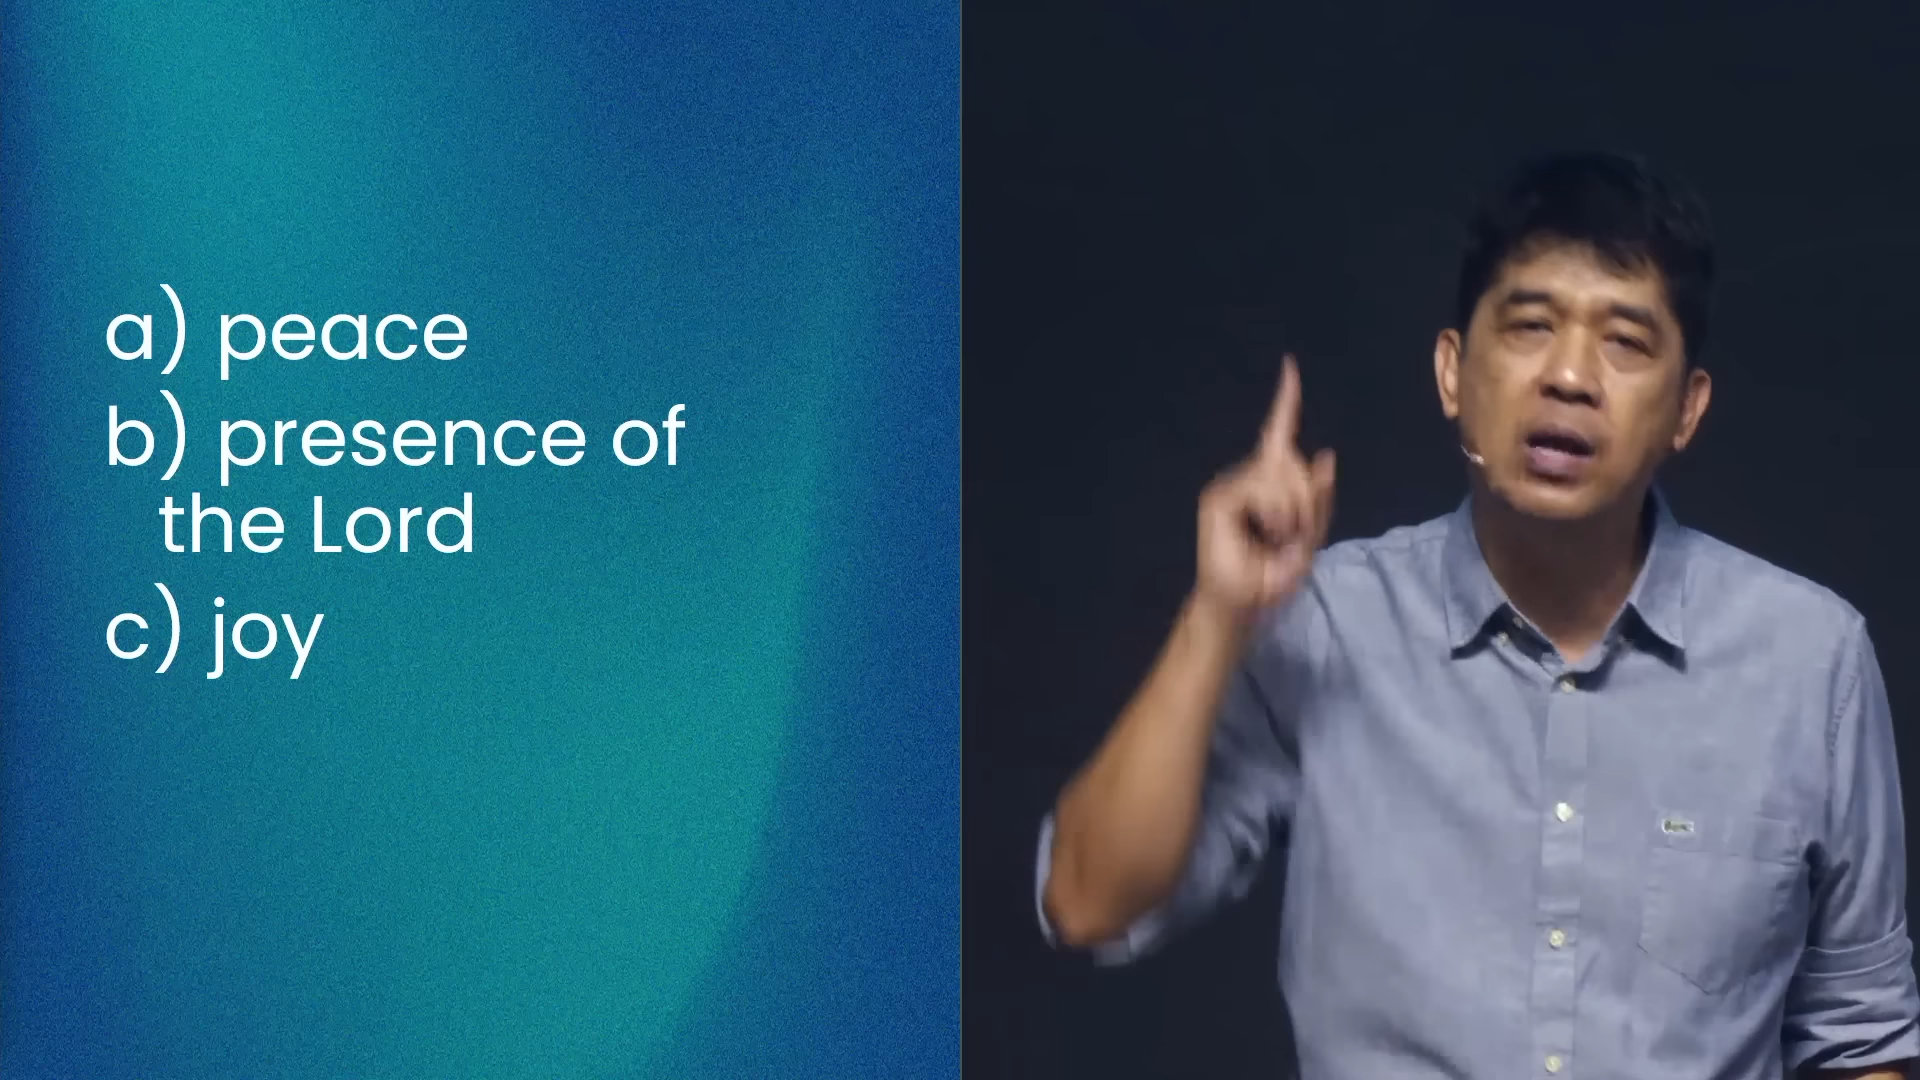 a) peace
b) presence of
the Lord
c) joy